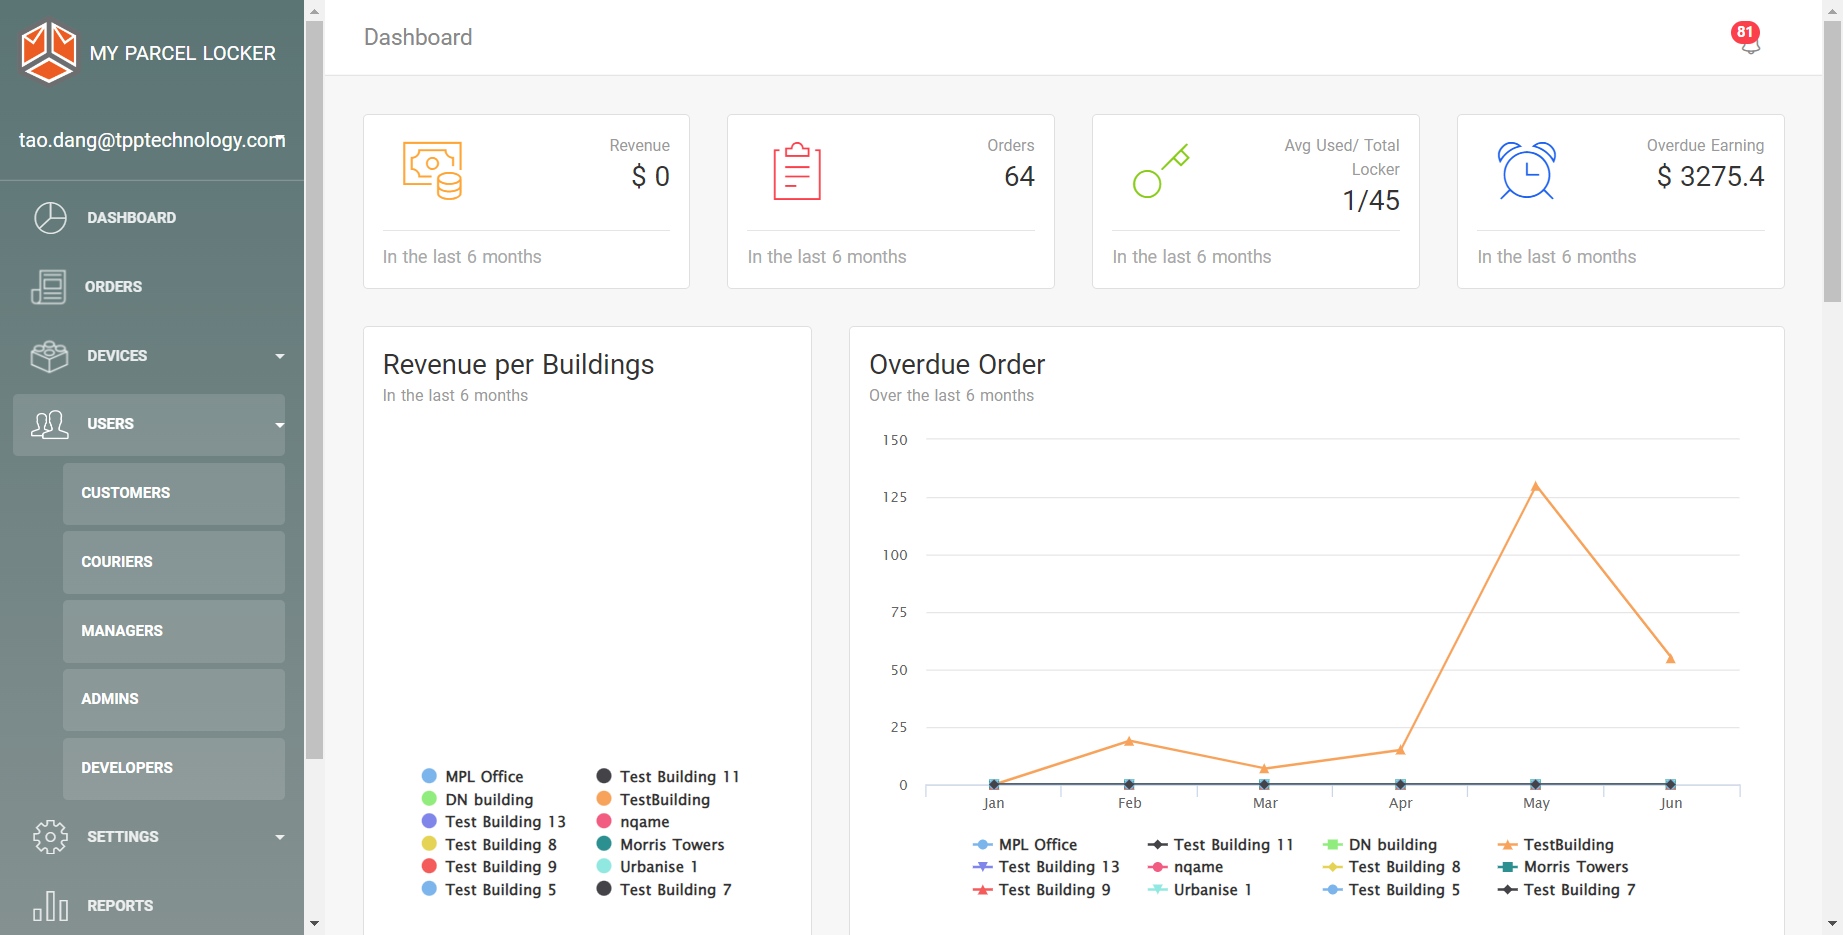 MY PARCEL LOCKER
tao.dang@tpptechnology.com
DASHBOARD
ORDERS
DEVICES
USERS
CUSTOMERS
COURIERS
MANAGERS
ADMINS
DEVELOPERS
SETTINGS
REPORTS
Dashboard
81
Revenue
$ 0
In the last 6 months
Orders
64
In the last 6 months
Avg Used/ Total
Locker
1/45
In the last 6 months
Overdue Earning
$ 3275.4
In the last 6 months
Revenue per Buildings
In the last 6 months
MPL Office
Test Building 11
DN building
TestBuilding
Test Building 13
nqame
Test Building 8
Morris Towers
Test Building 9
Urbanise 1
Test Building 5
Test Building 7
Overdue Order
Over the last 6 months
150
125
100
75
50
25
0
Jan Feb Mar Apr May Jun
MPL Office Test Building 11 DN building TestBuilding
Test Building 13 nqame Test Building 8 Morris Towers
Test Building 9 Urbanise 1 Test Building 5 Test Building 7